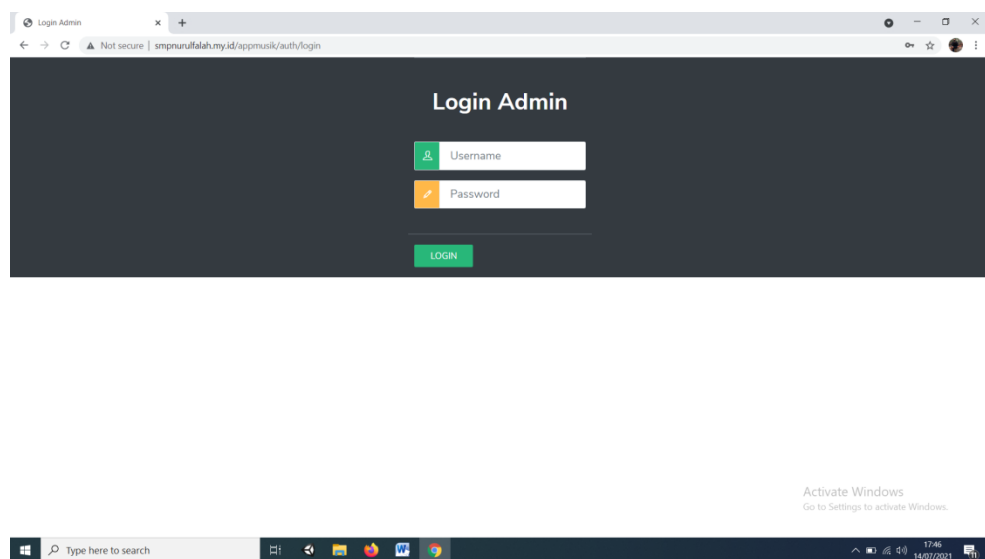 Login Admin
Not secure | smpnurulfalah.my.id/appmusik/auth/login
Login Admin
Username
Password
LOGIN
Activate Windows
Go to Settings to activate Windows.
Type here to search
17:46
14/07/2021
11